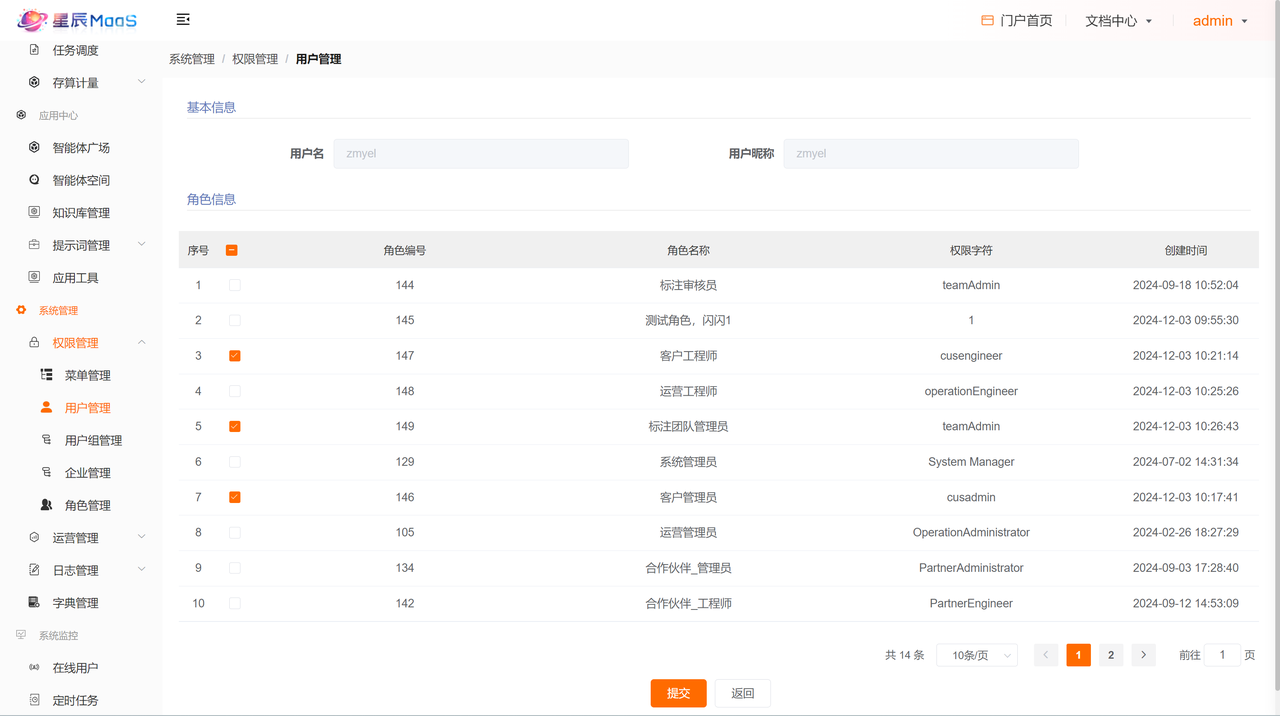 星辰MaaS
门户首页 文档中心 admin
任务调度
存算计量
应用中心
智能体广场
智能体空间
知识库管理
提示词管理
应用工具
系统管理
权限管理
菜单管理
用户管理
用户组管理
企业管理
角色管理
运营管理
日志管理
字典管理
系统监控
在线用户
定时任务
系统管理 / 权限管理 / 用户管理
基本信息
用户名 zmyel 用户昵称 zmyel
角色信息
序号 角色编号 角色名称 权限字符 创建时间
1 144 标注审核员 teamAdmin 2024-09-18 10:52:04
2 145 测试角色，闪闪1 1 2024-12-03 09:55:30
3 147 客户工程师 cusengineer 2024-12-03 10:21:14
4 148 运营工程师 operationEngineer 2024-12-03 10:25:26
5 149 标注团队管理员 teamAdmin 2024-12-03 10:26:43
6 129 系统管理员 System Manager 2024-07-02 14:31:34
7 146 客户管理员 cusadmin 2024-12-03 10:17:41
8 105 运营管理员 OperationAdministrator 2024-02-26 18:27:29
9 134 合作伙伴_管理员 PartnerAdministrator 2024-09-03 17:28:40
10 142 合作伙伴_工程师 PartnerEngineer 2024-09-12 14:53:09
共 14 条 10条/页 1 2 前往 1 页
提交 返回